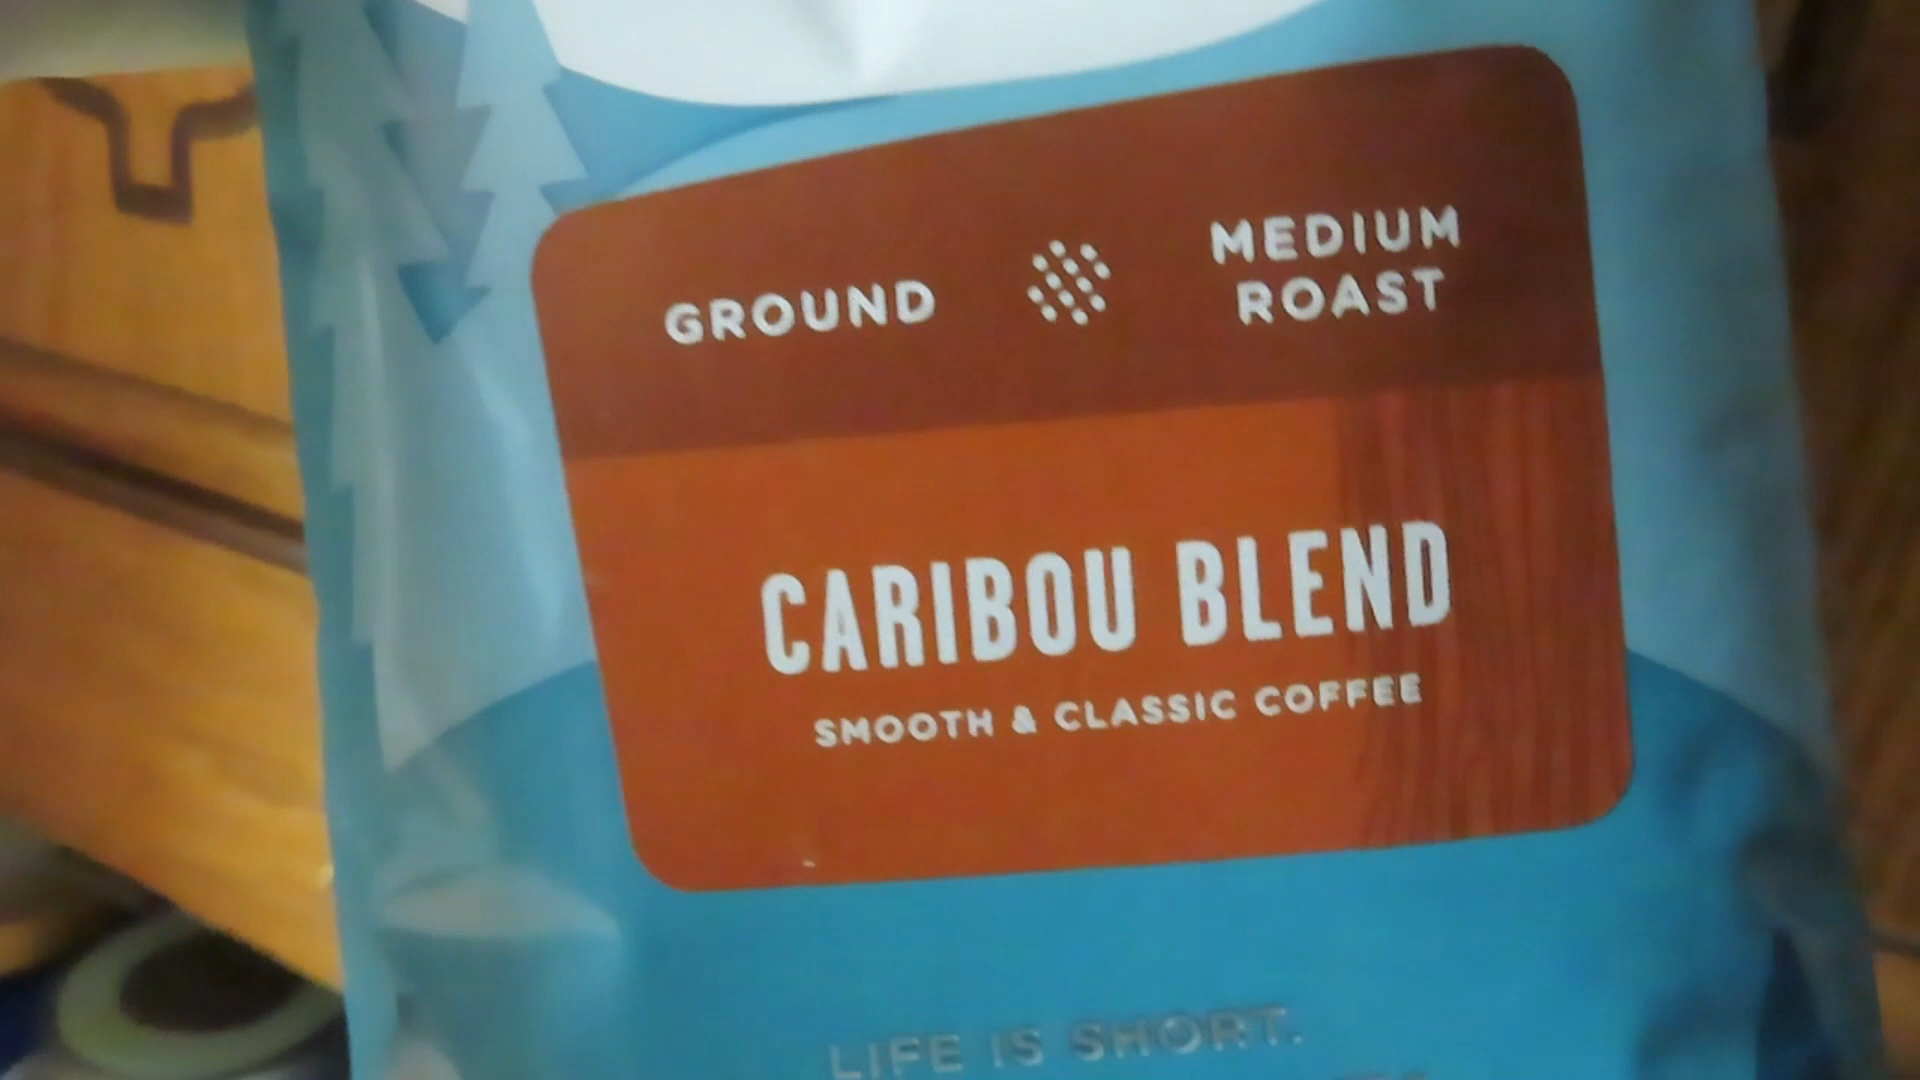 GROUND
MEDIUM
ROAST
CARIBOU BLEND
SMOOTH & CLASSIC COFFEE
LIFE IS SHORT.